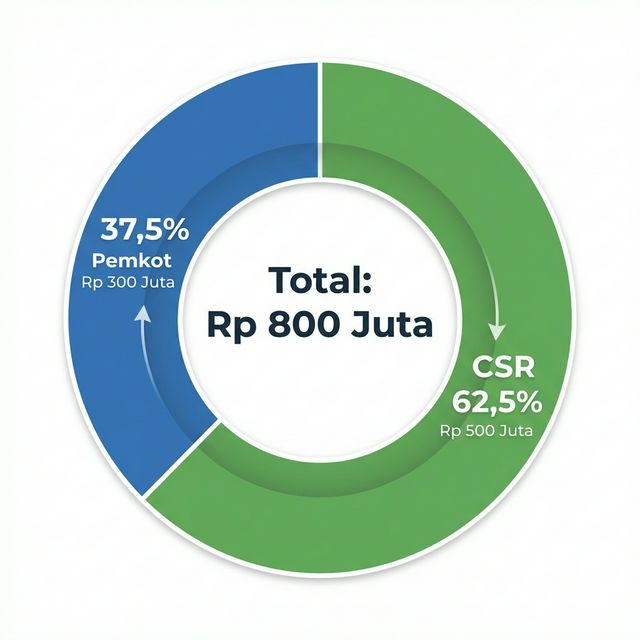 37,5%
Pemkot
Rp 300 Juta
Total:
Rp 800 Juta
CSR
62,5%
Rp 500 Juta